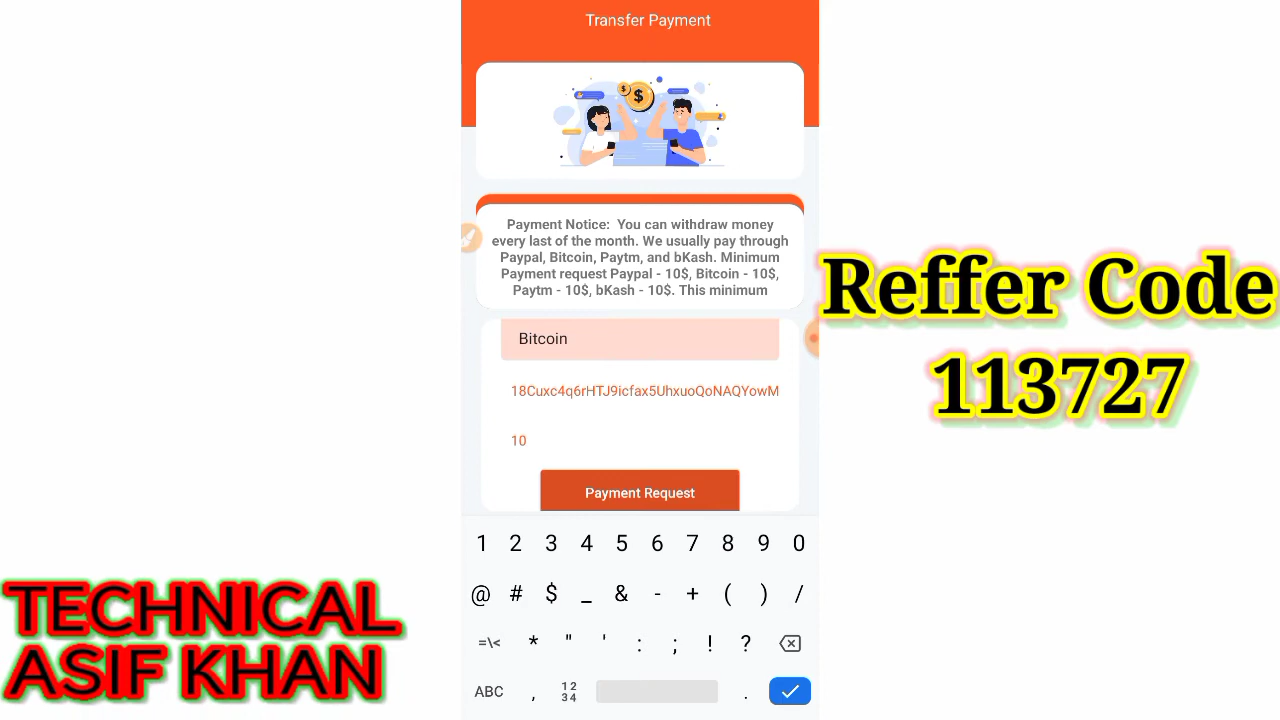 Transfer Payment
Payment Notice: You can withdraw money
every last of the month. We usually pay through
Paypal, Bitcoin, Paytm, and bKash. Minimum
Payment request Paypal - 10$, Bitcoin - 10$,
Paytm - 10$, bKash - 10$. This minimum
Bitcoin
18Cuxc4q6rHTJ9icfax5UhxuoQoNAQYowM
10
Payment Request
Reffer Code
113727
TECHNICAL
ASIF KHAN
1 2 3 4 5 6 7 8 9 0
@ # $ _ & - + ( ) /
=\< * " ' : ; ! ?
ABC , 12 34 .